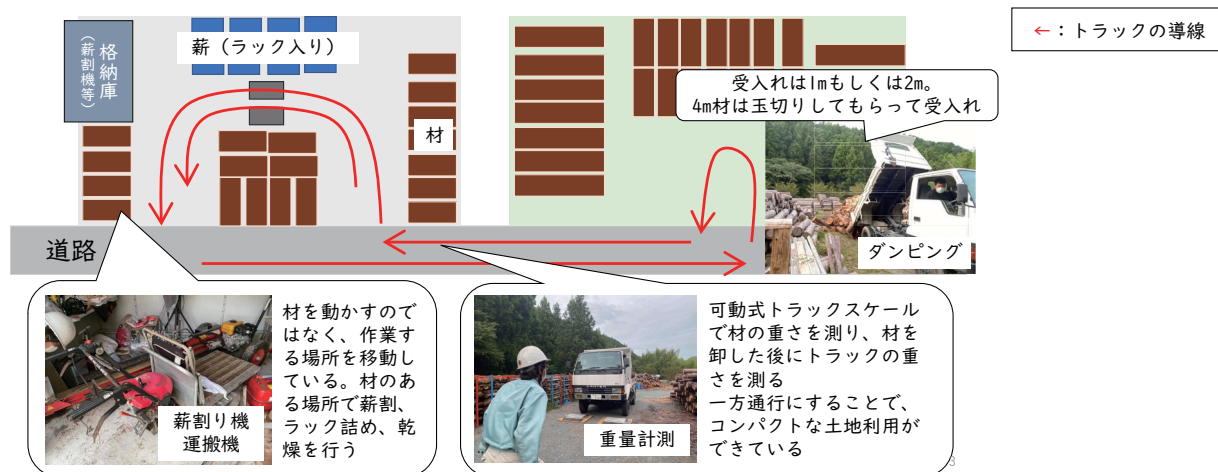 ←：トラックの導線
格納庫
（薪割機等）
薪（ラック入り）
材
受入れは1mもしくは2m。
4m材は玉切りしてもらって受入れ
ダンピング
道路
材を動かすのでは
なく、作業す
る場所を移動し
ている。材のあ
る場所で薪割、
ラック詰め、乾
燥を行う
薪割り機
運搬機
可動式トラックスケール
で材の重さを測り、材を
卸した後にトラックの重
さを測る
一方通行にすることで、
コンパクトな土地利用が
できている
重量計測
3